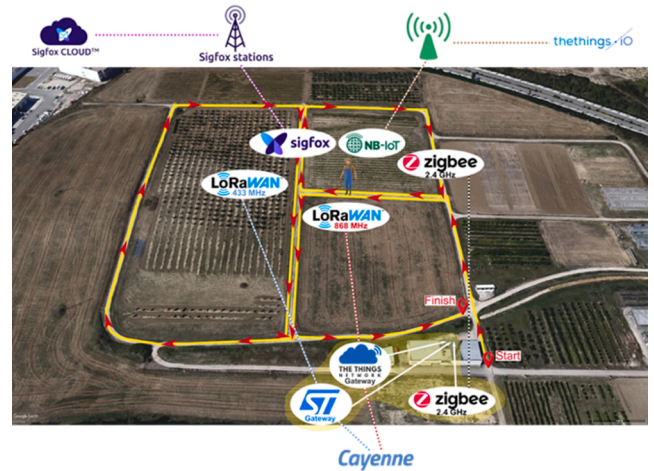 Sigfox CLOUD™
Sigfox stations
thethings.iO
sigfox
NB-IoT
zigbee
2.4 GHz
LoRaWAN
433 MHz
LoRaWAN
868 MHz
Finish
Start
THE THINGS
NETWORK
Gateway
ST
Gateway
zigbee
2.4 GHz
Google Earth
Cayenne